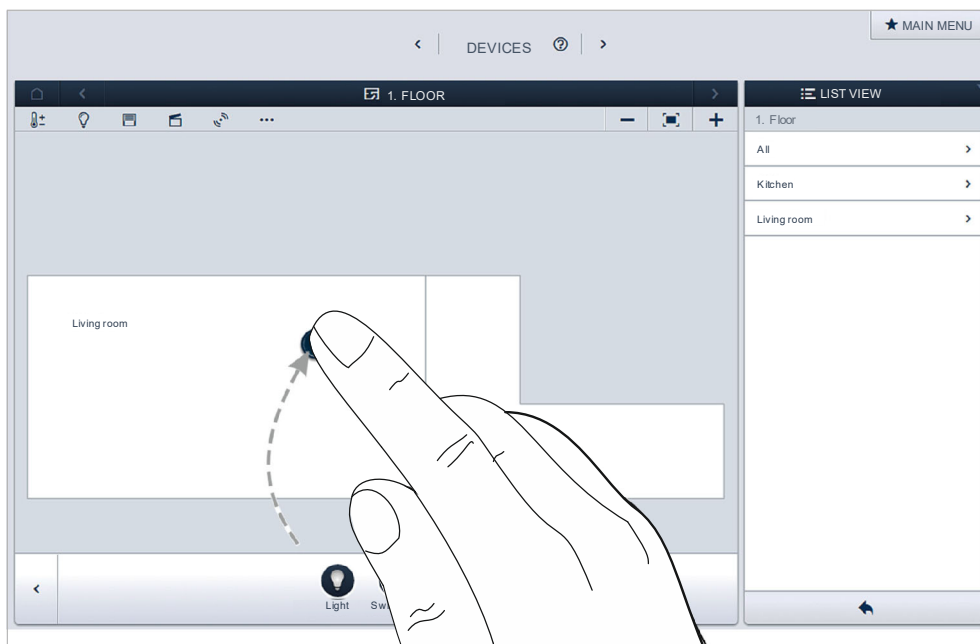 MAIN MENU
DEVICES
1. FLOOR
LIST VIEW
1. Floor
All
Kitchen
Living room
Living room
Light